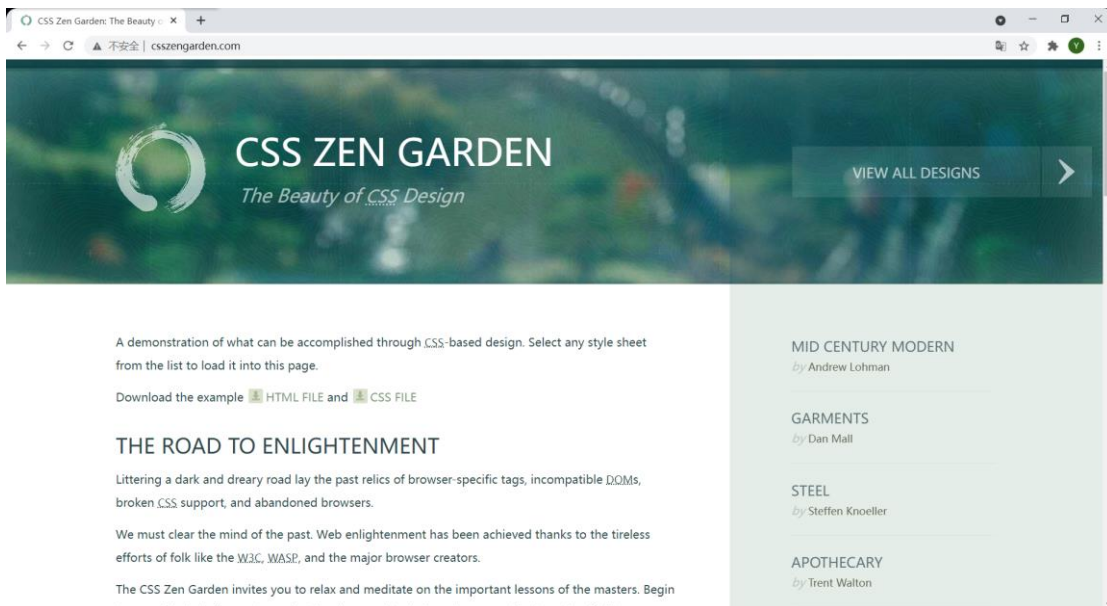 CSS Zen Garden: The Beauty o
不安全 | csszengarden.com
Y
CSS ZEN GARDEN
The Beauty of CSS Design
VIEW ALL DESIGNS
A demonstration of what can be accomplished through CSS-based design. Select any style sheet
from the list to load it into this page.
Download the example HTML FILE and CSS FILE
THE ROAD TO ENLIGHTENMENT
Littering a dark and dreary road lay the past relics of browser-specific tags, incompatible DOMs,
broken CSS support, and abandoned browsers.
We must clear the mind of the past. Web enlightenment has been achieved thanks to the tireless
efforts of folk like the W3C, WASP, and the major browser creators.
The CSS Zen Garden invites you to relax and meditate on the important lessons of the masters. Begin
MID CENTURY MODERN
by Andrew Lohman
GARMENTS
by Dan Mall
STEEL
by Steffen Knoeller
APOTHECARY
by Trent Walton